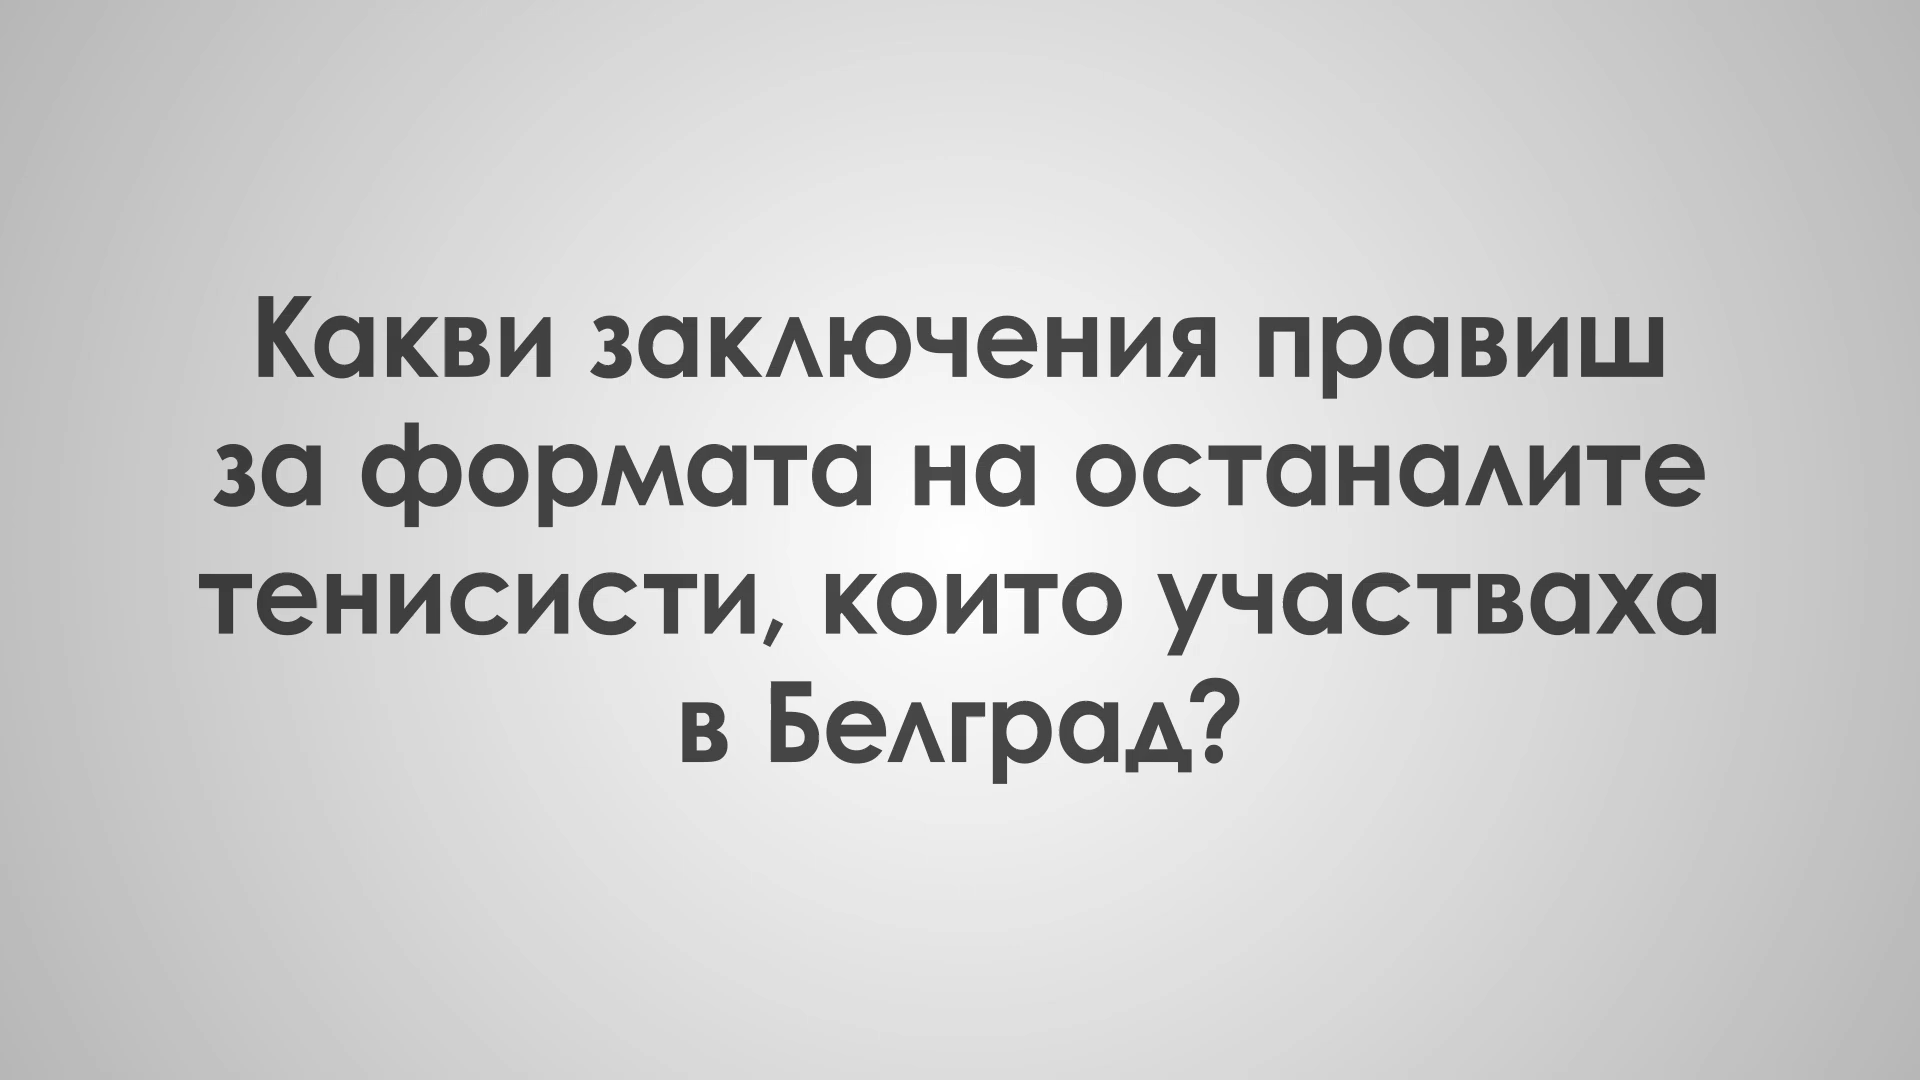 Какви заключения правиш
за формата на останалите
тенисисти, които участваха
в Белград?